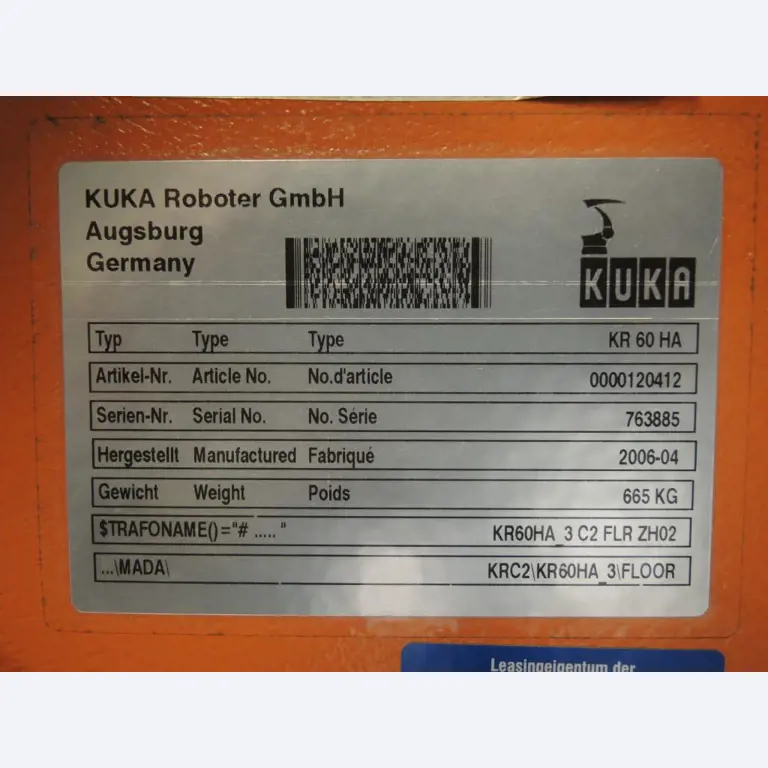 KUKA Roboter GmbH
Augsburg
Germany
KUKA
Typ Type Type KR 60 HA
Artikel-Nr. Article No. No.d'article 0000120412
Serien-Nr. Serial No. No. Série 763885
Hergestellt Manufactured Fabriqué 2006-04
Gewicht Weight Poids 665 KG
$TRAFONAME()="# ..... " KR60HA_3 C2 FLR ZH02
...\MADA\ KRC2\KR60HA_3\FLOOR
Leasingeigentum der